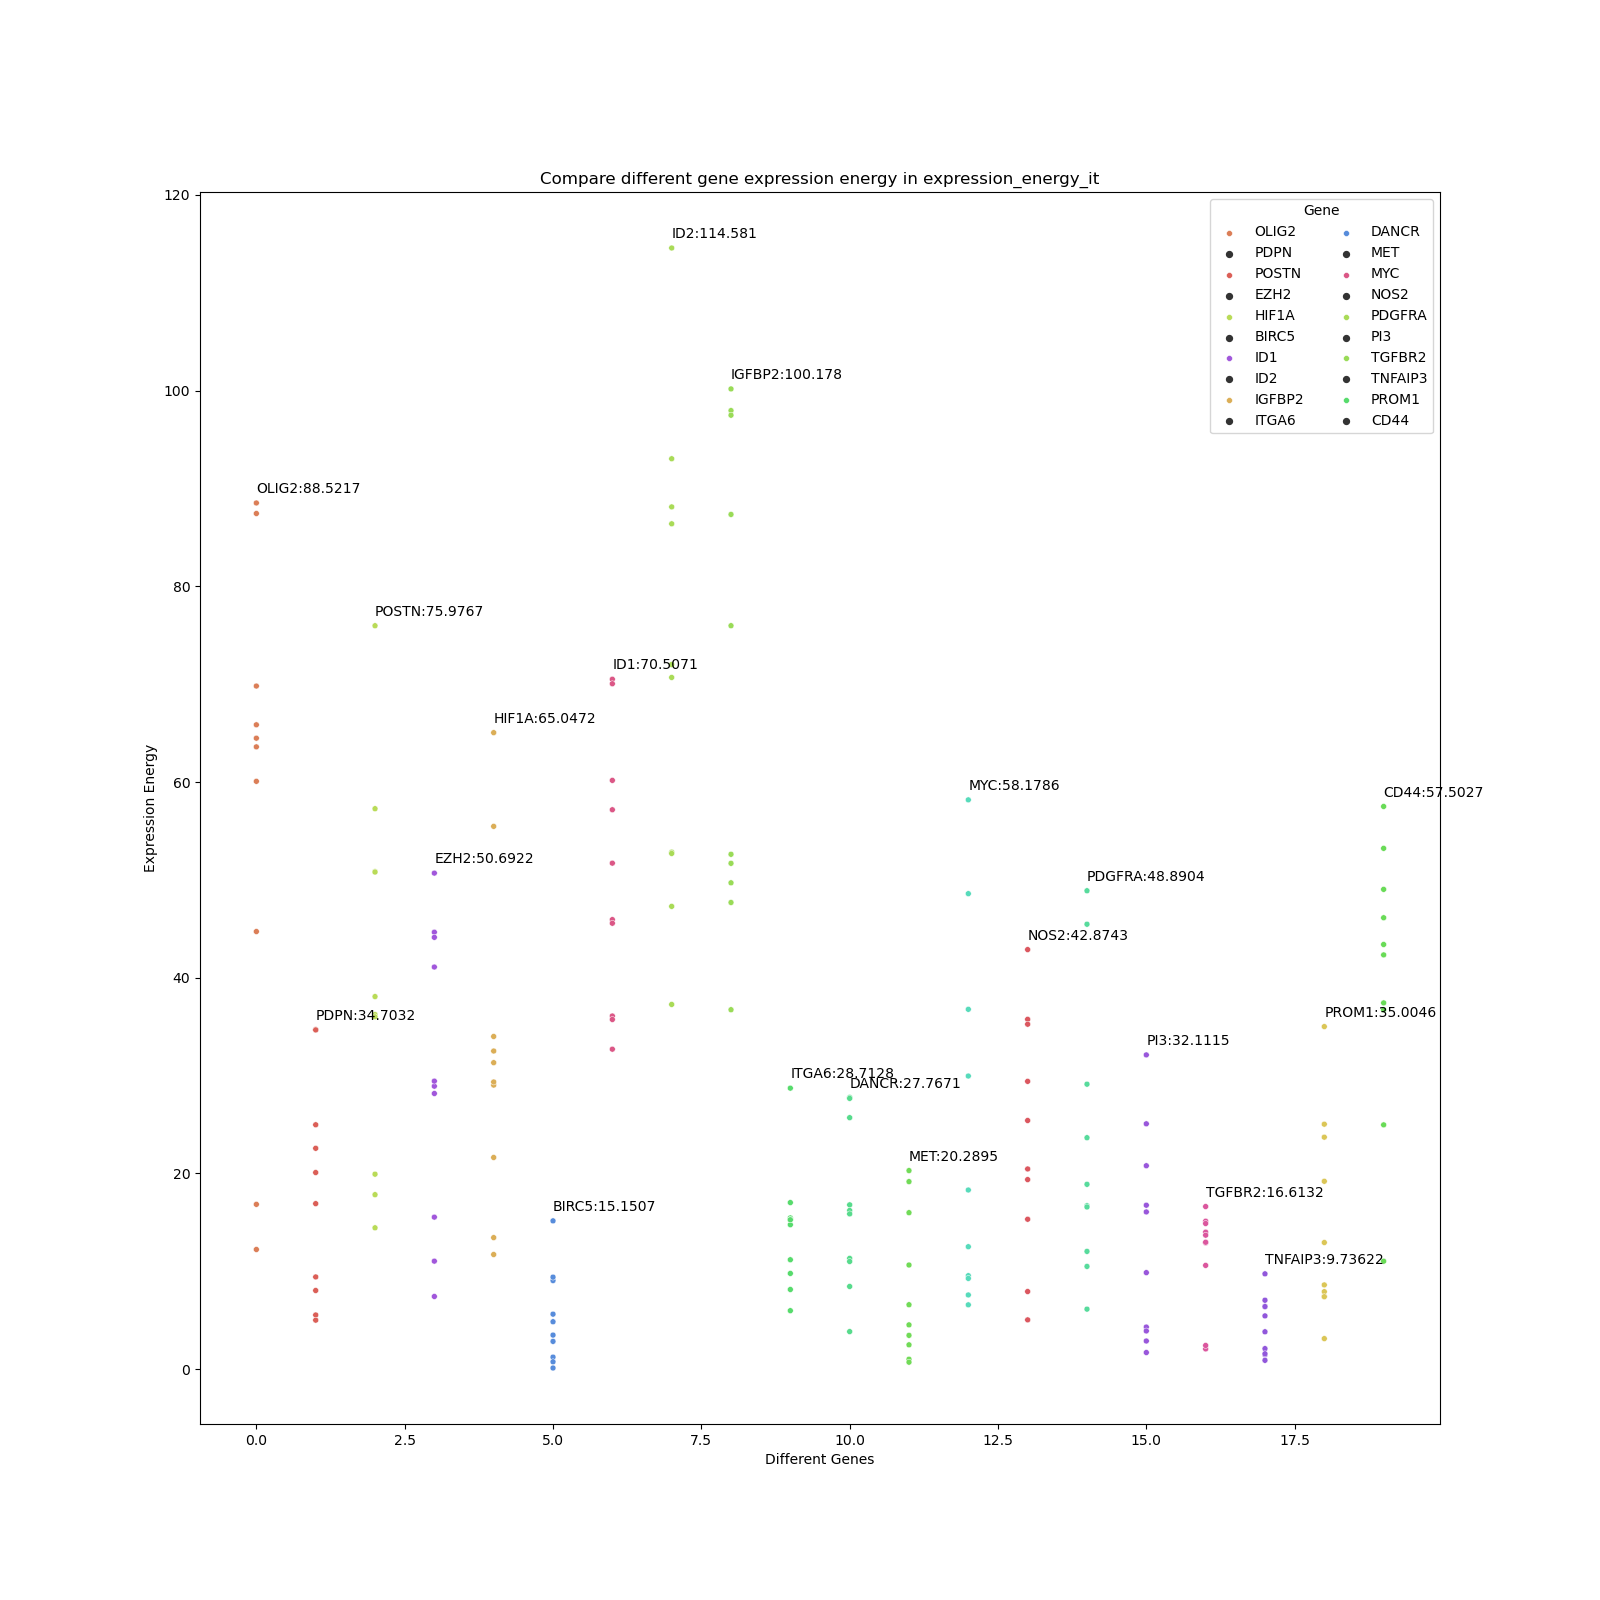 Compare different gene expression energy in expression_energy_it
Gene
OLIG2
PDPN
POSTN
EZH2
HIF1A
BIRC5
ID1
ID2
IGFBP2
ITGA6
DANCR
MET
MYC
NOS2
PDGFRA
PI3
TGFBR2
TNFAIP3
PROM1
CD44
Expression Energy
120
100
80
60
40
20
0
ID2:114.581
IGFBP2:100.178
OLIG2:88.5217
POSTN:75.9767
ID1:70.5071
HIF1A:65.0472
MYC:58.1786
CD44:57.5027
EZH2:50.6922
PDGFRA:48.8904
NOS2:42.8743
PDPN:34.7032
PROM1:35.0046
PI3:32.1115
ITGA6:28.7128
DANCR:27.7671
MET:20.2895
TGFBR2:16.6132
BIRC5:15.1507
TNFAIP3:9.73622
0.0 2.5 5.0 7.5 10.0 12.5 15.0 17.5
Different Genes